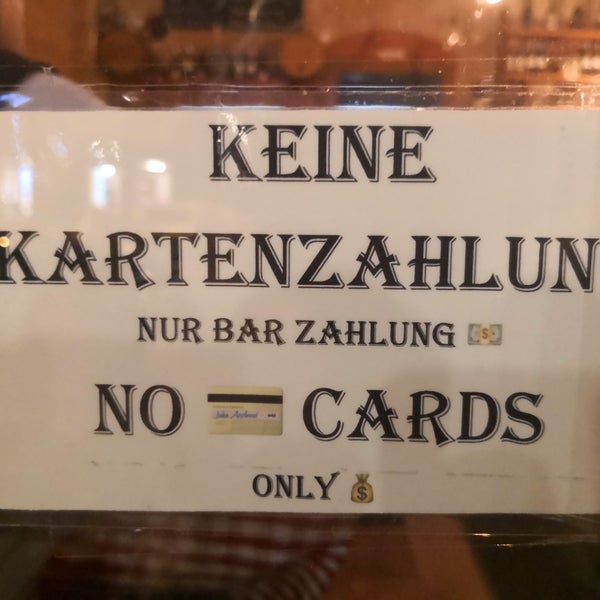 KEINE
KARTENZAHLUN
NUR BAR ZAHLUNG 💵
NO 💳 CARDS
ONLY 💰